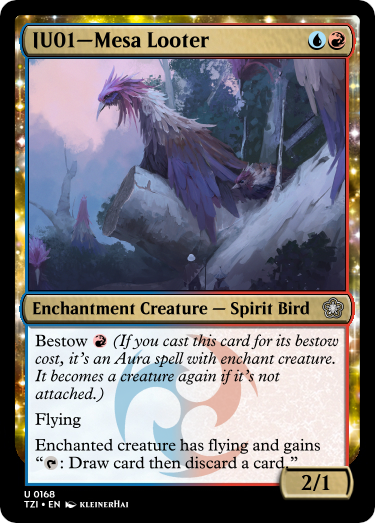 IU01—Mesa Looter
Enchantment Creature — Spirit Bird
Bestow (If you cast this card for its bestow
cost, it's an Aura spell with enchant creature.
It becomes a creature again if it's not
attached.)
Flying
Enchanted creature has flying and gains
“: Draw card then discard a card.”
2/1
U 0168
TZI • EN KLEINERHAI